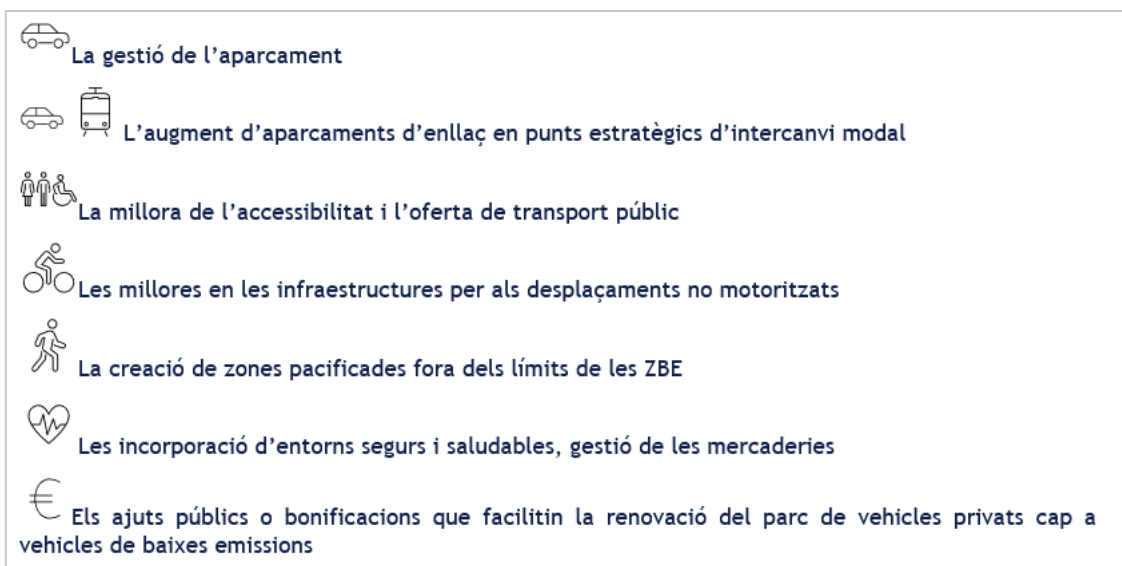 La gestió de l’aparcament
L’augment d’aparcaments d’enllaç en punts estratègics d’intercanvi modal
La millora de l’accessibilitat i l’oferta de transport públic
Les millores en les infraestructures per als desplaçaments no motoritzats
La creació de zones pacificades fora dels límits de les ZBE
Les incorporació d’entorns segurs i saludables, gestió de les mercaderies
Els ajuts públics o bonificacions que facilitin la renovació del parc de vehicles privats cap a
vehicles de baixes emissions